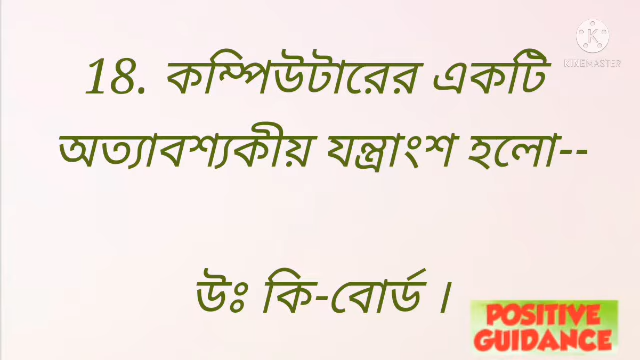 18. কম্পিউটারের একটি
অত্যাবশ্যকীয় যন্ত্রাংশ হলো--
উঃ কি-বোর্ড ।
K
KINEMASTER
POSITIVE
GUIDANCE